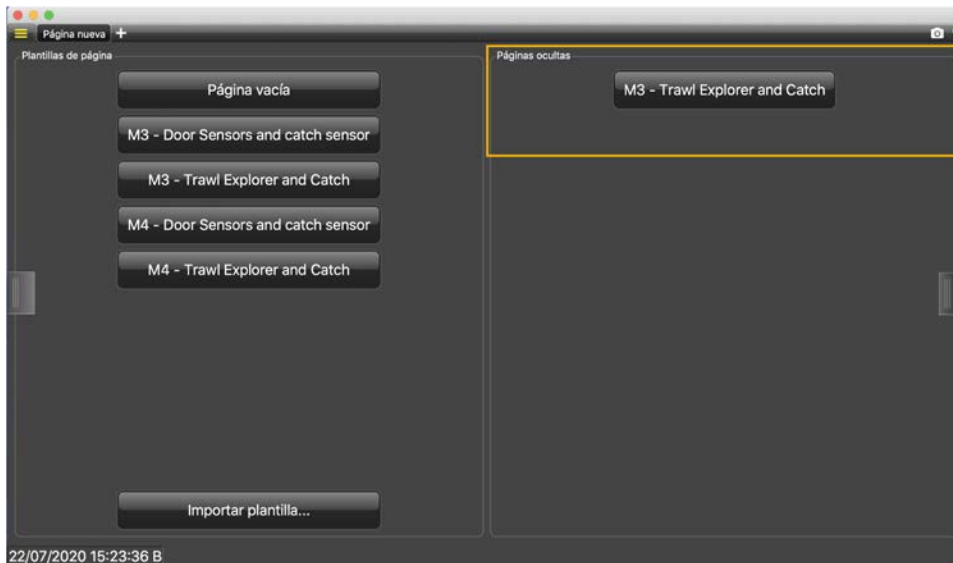 Página nueva +
Plantillas de página
Página vacía
M3 - Door Sensors and catch sensor
M3 - Trawl Explorer and Catch
M4 - Door Sensors and catch sensor
M4 - Trawl Explorer and Catch
Importar plantilla...
Páginas ocultas
M3 - Trawl Explorer and Catch
22/07/2020 15:23:36 B